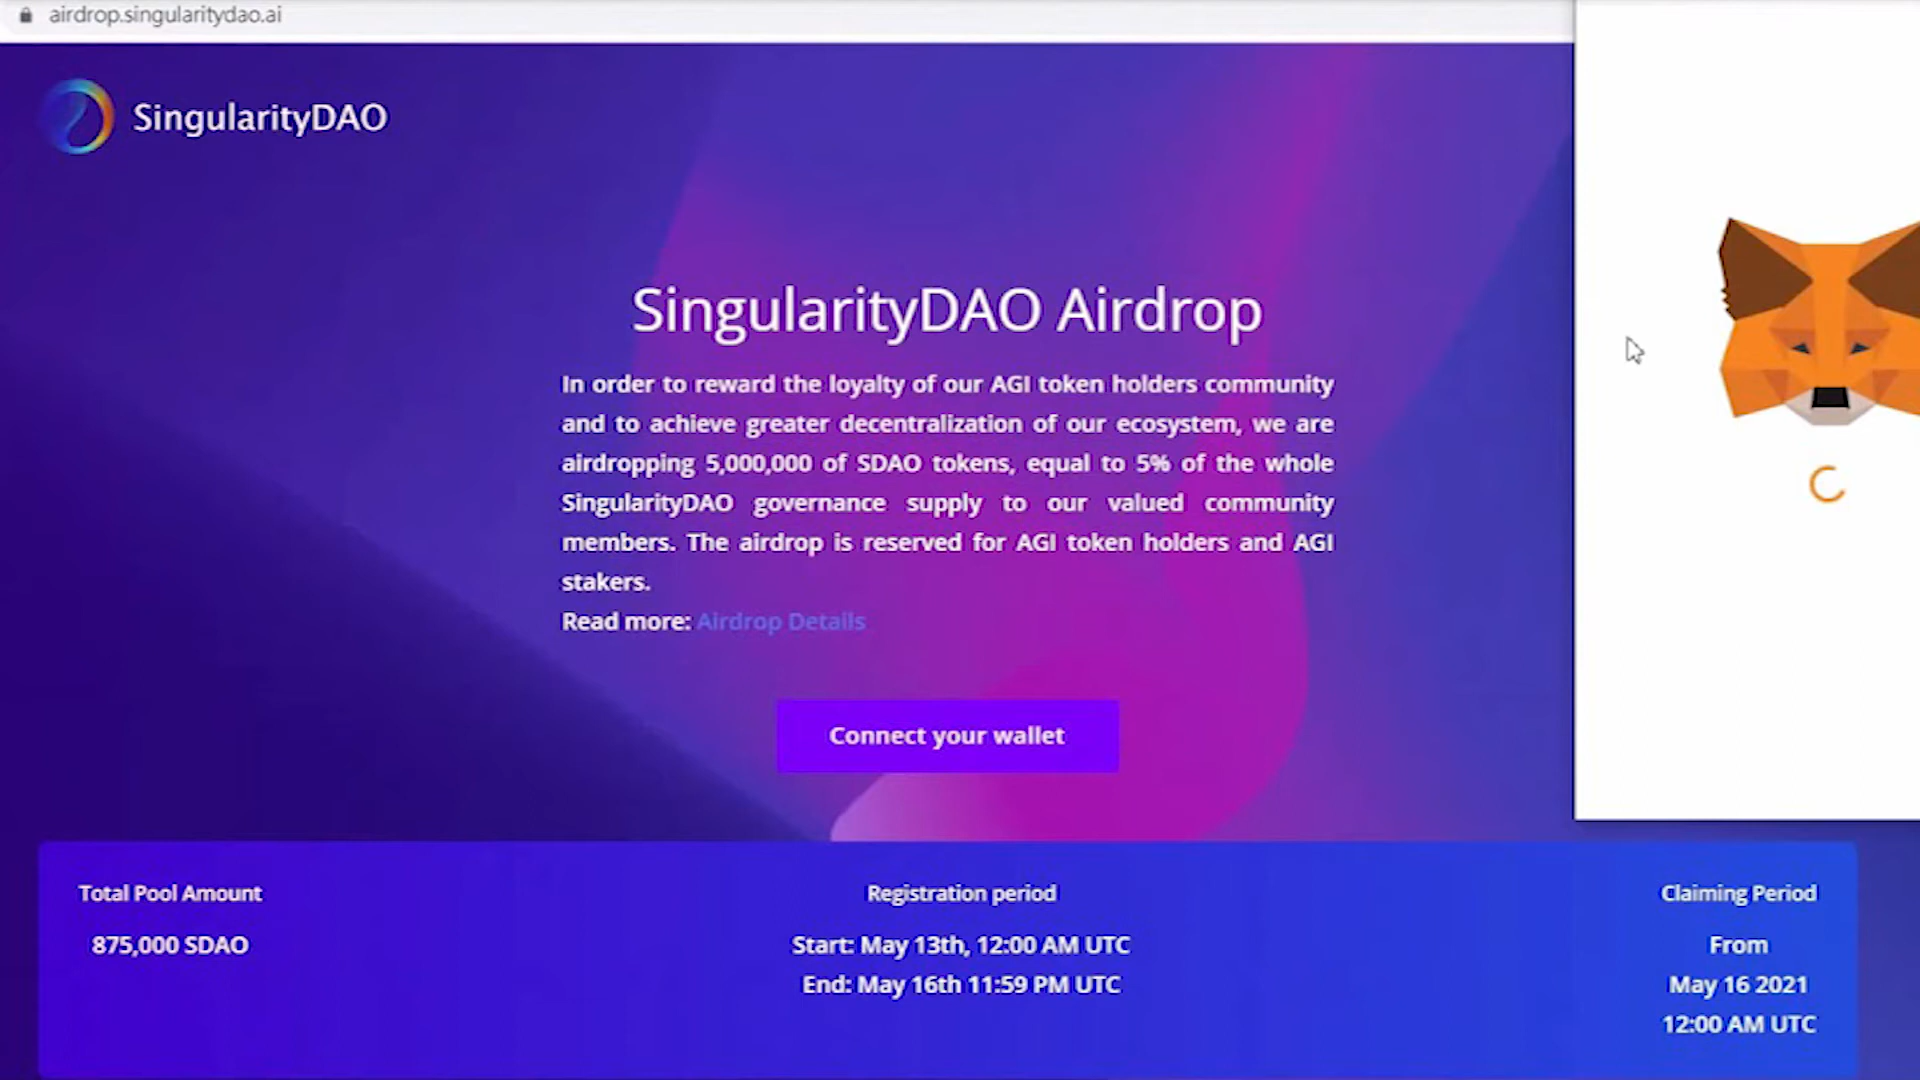 airdrop.singularitydao.ai
SingularityDAO
SingularityDAO Airdrop
In order to reward the loyalty of our AGI token holders community
and to achieve greater decentralization of our ecosystem, we are
airdropping 5,000,000 of SDAO tokens, equal to 5% of the whole
SingularityDAO governance supply to our valued community
members. The airdrop is reserved for AGI token holders and AGI
stakers.
Read more: Airdrop Details
Connect your wallet
Total Pool Amount
875,000 SDAO
Registration period
Start: May 13th, 12:00 AM UTC
End: May 16th 11:59 PM UTC
Claiming Period
From
May 16 2021
12:00 AM UTC